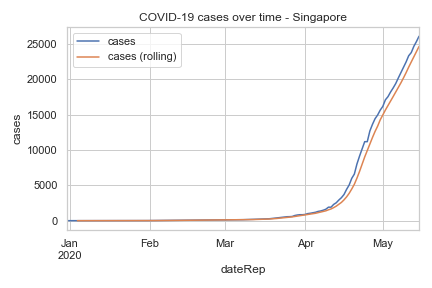 COVID-19 cases over time - Singapore
cases
cases (rolling)
25000
20000
15000
10000
5000
0
cases
Jan Feb Mar Apr May
2020
dateRep